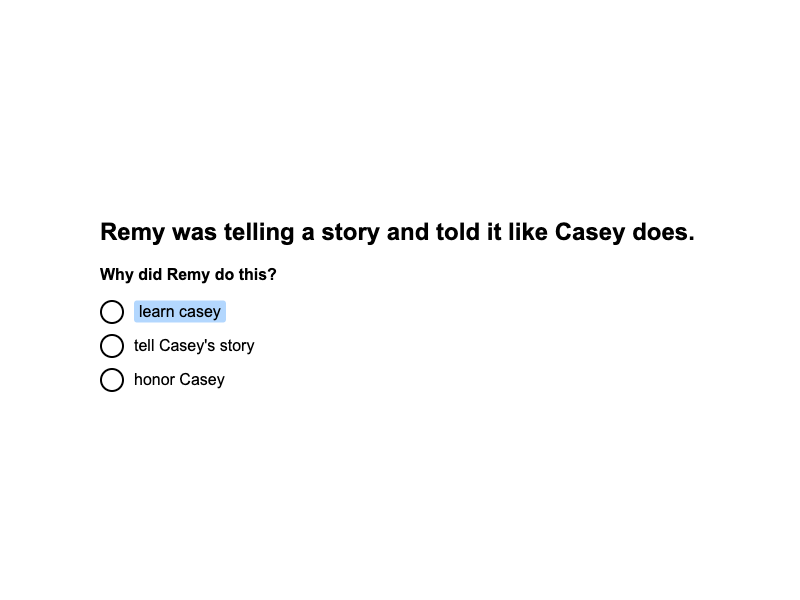 Remy was telling a story and told it like Casey does.
Why did Remy do this?
learn casey
tell Casey's story
honor Casey